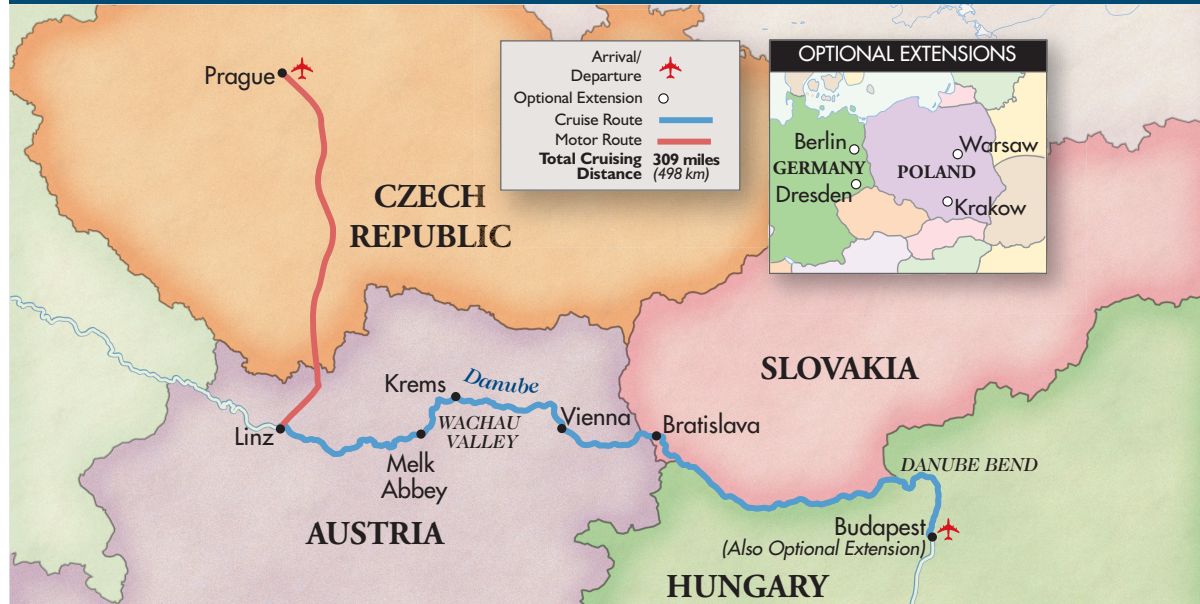 Prague
CZECH
REPUBLIC
Arrival/
Departure
Optional Extension
Cruise Route
Motor Route
Total Cruising 309 miles
Distance (498 km)
OPTIONAL EXTENSIONS
Berlin
GERMANY
Dresden
Warsaw
POLAND
Krakow
SLOVAKIA
Krems
Danube
WACHAU
VALLEY
Vienna
Bratislava
Linz
Melk
Abbey
AUSTRIA
DANUBE BEND
Budapest
(Also Optional Extension)
HUNGARY